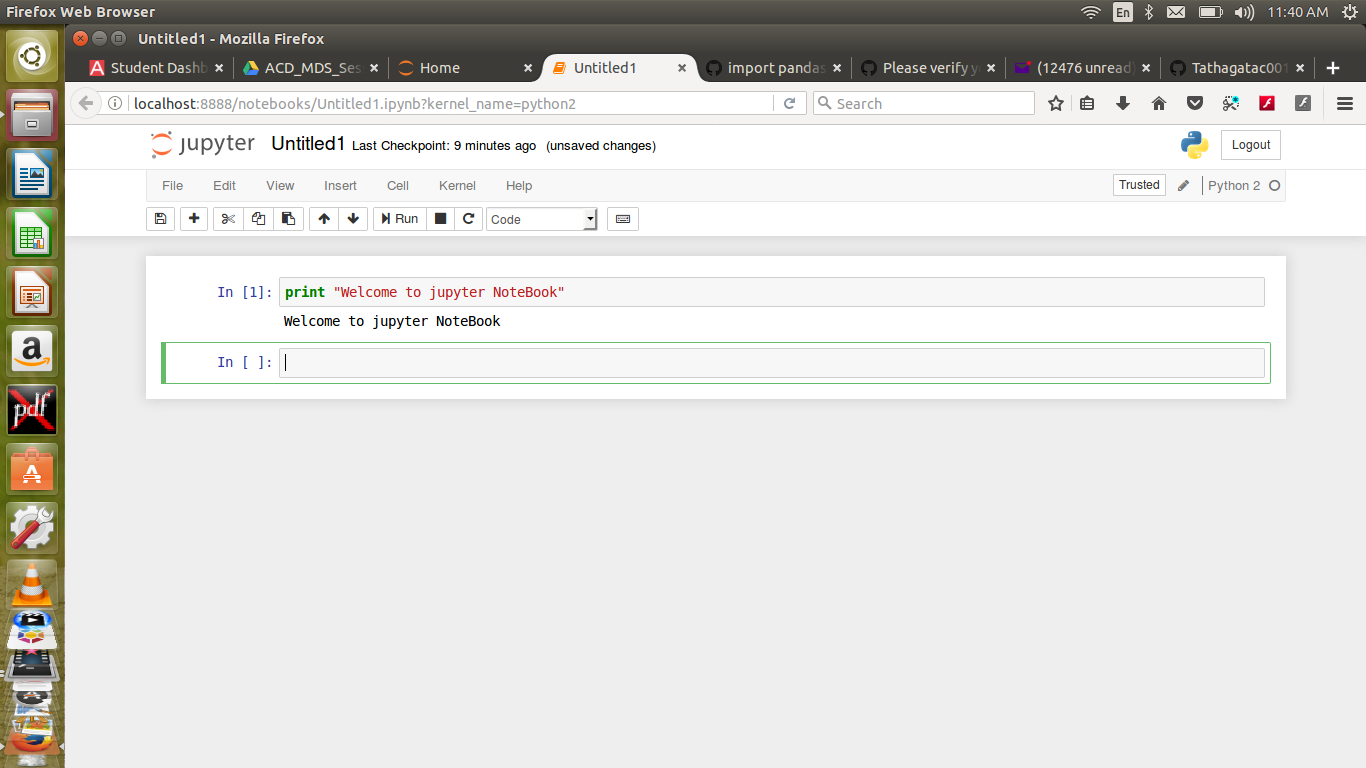 Firefox Web Browser
En
11:40 AM
Untitled1 - Mozilla Firefox
Student Dashb
ACD_MDS_Ses
Home
Untitled1
import pandas
Please verify y
(12476 unread)
Tathagatac001
localhost:8888/notebooks/Untitled1.ipynb?kernel_name=python2
Search
jupyter Untitled1 Last Checkpoint: 9 minutes ago (unsaved changes)
Logout
File Edit View Insert Cell Kernel Help
Trusted
Python 2
Run
Code
In [1]: print "Welcome to jupyter NoteBook"
Welcome to jupyter NoteBook
In [ ]:
a
pdf